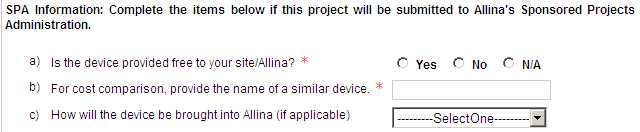 SPA Information: Complete the items below if this project will be submitted to Allina's Sponsored Projects
Administration.
a) Is the device provided free to your site/Allina? * Yes No N/A
b) For cost comparison, provide the name of a similar device. *
c) How will the device be brought into Allina (if applicable) ---------SelectOne---------